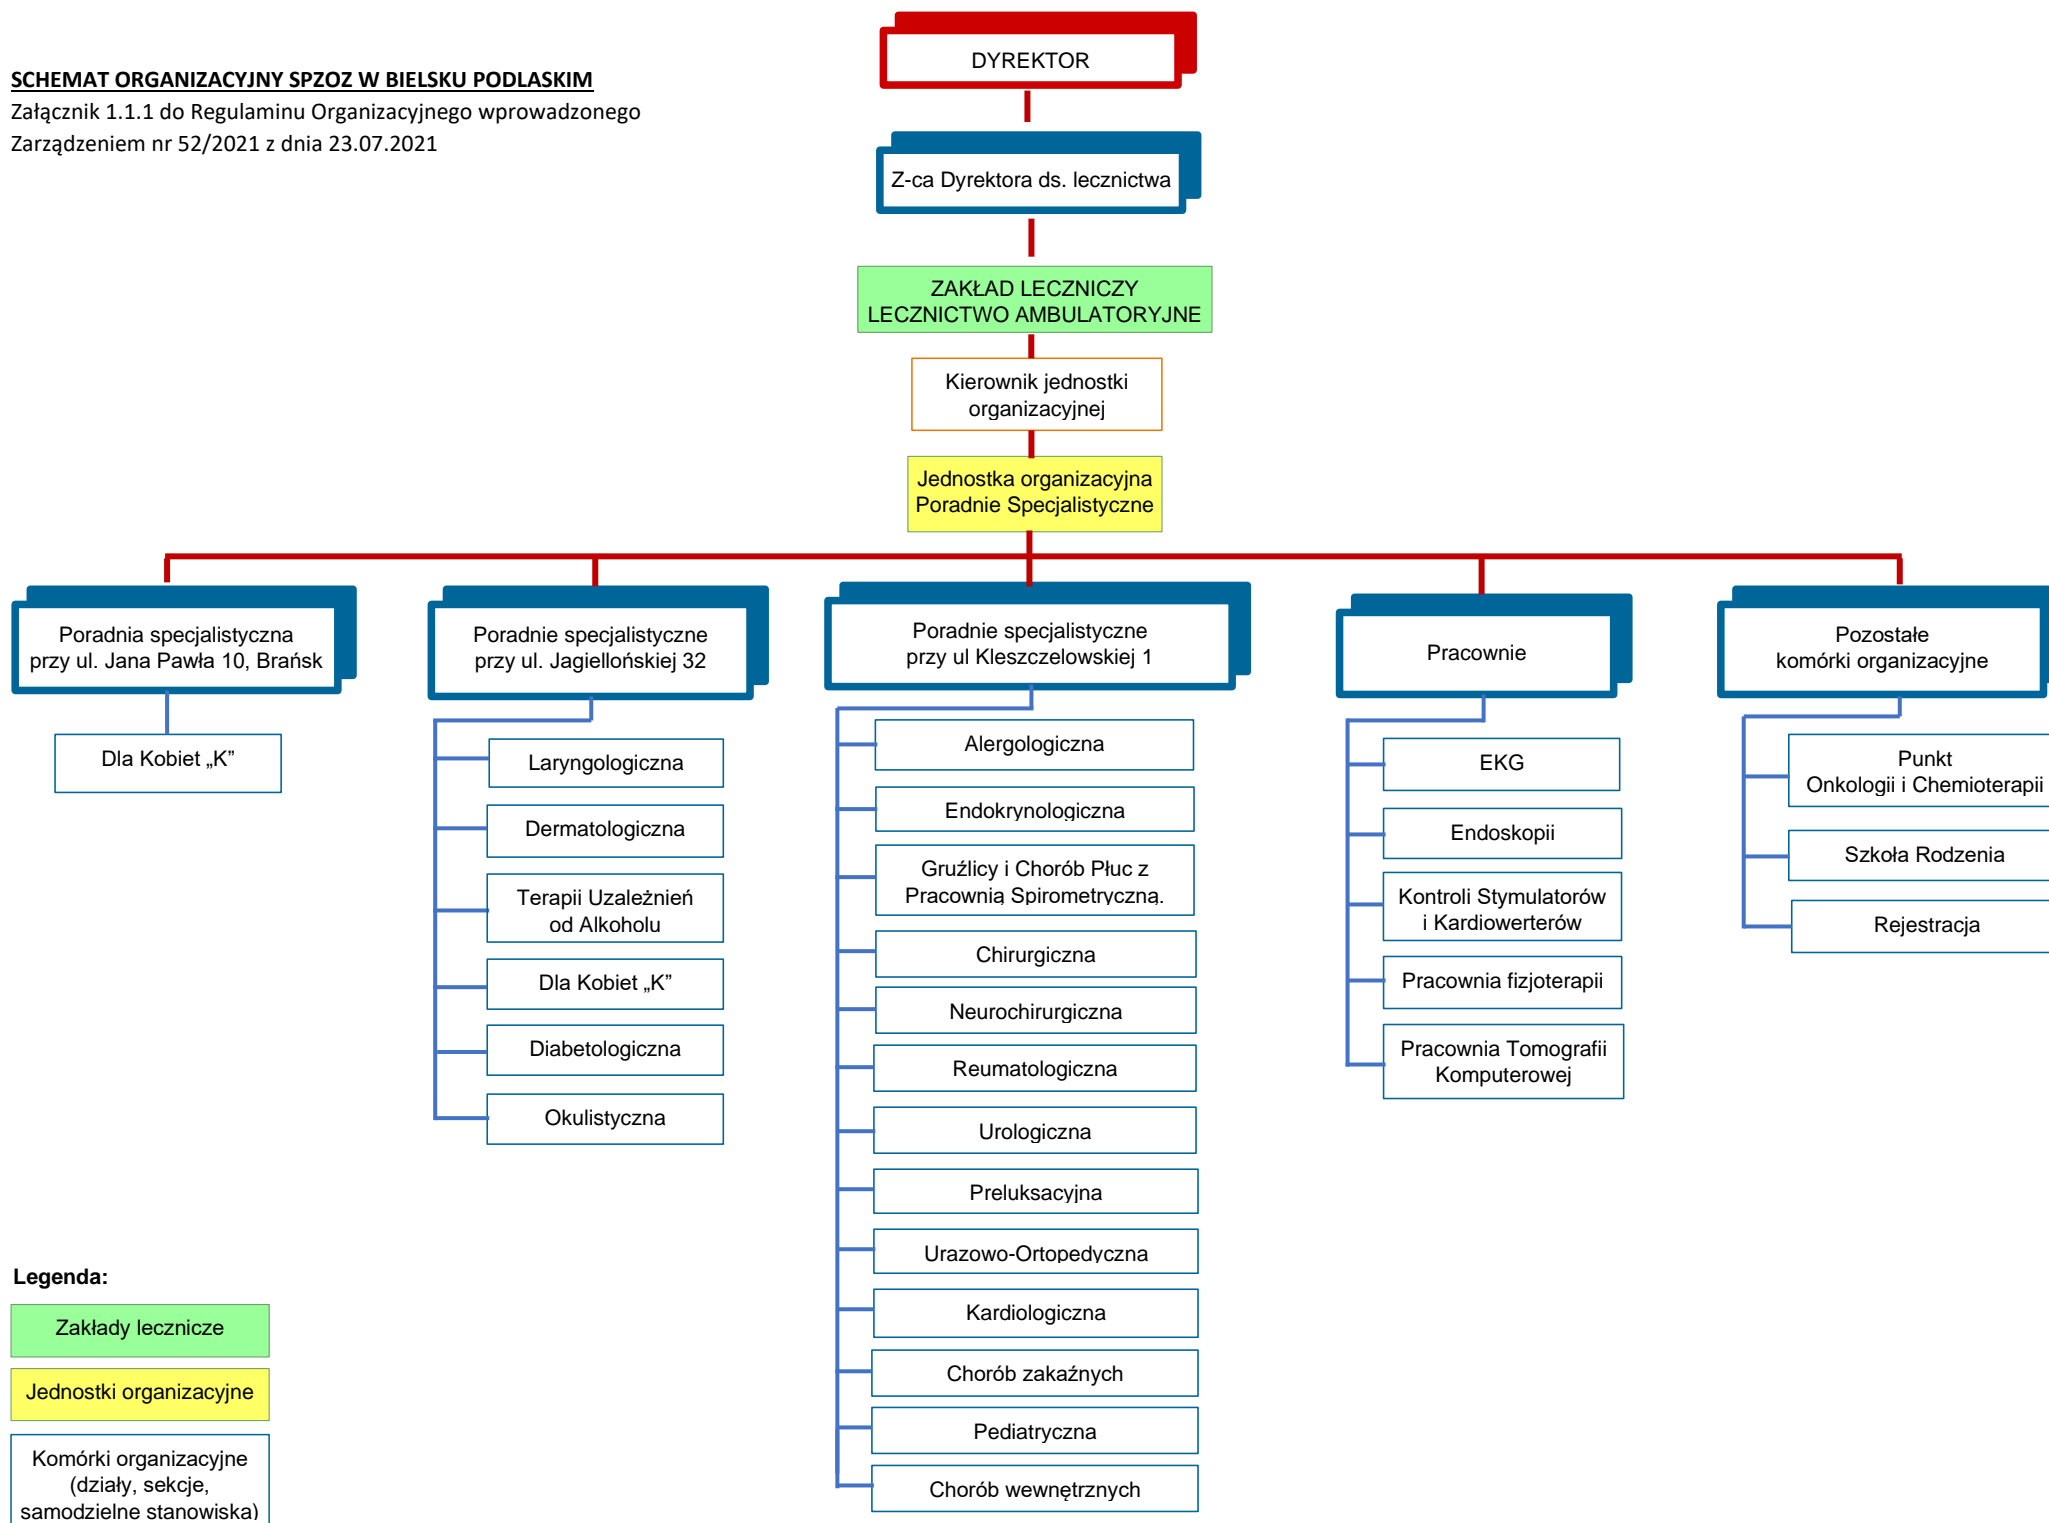 SCHEMAT ORGANIZACYJNY SPZOZ W BIELSKU PODLASKIM
Załącznik 1.1.1 do Regulaminu Organizacyjnego wprowadzonego
Zarządzeniem nr 52/2021 z dnia 23.07.2021
DYREKTOR
Z-ca Dyrektora ds. lecznictwa
ZAKŁAD LECZNICZY
LECZNICTWO AMBULATORYJNE
Kierownik jednostki
organizacyjnej
Jednostka organizacyjna
Poradnie Specjalistyczne
Poradnia specjalistyczna
przy ul. Jana Pawła 10, Brańsk
Dla Kobiet „K”
Poradnie specjalistyczne
przy ul. Jagiellońskiej 32
Laryngologiczna
Dermatologiczna
Terapii Uzależnień
od Alkoholu
Dla Kobiet „K”
Diabetologiczna
Okulistyczna
Poradnie specjalistyczne
przy ul Kleszczelowskiej 1
Alergologiczna
Endokrynologiczna
Gruźlicy i Chorób Płuc z
Pracownią Spirometryczną.
Chirurgiczna
Neurochirurgiczna
Reumatologiczna
Urologiczna
Preluksacyjna
Urazowo-Ortopedyczna
Kardiologiczna
Chorób zakaźnych
Pediatryczna
Chorób wewnętrznych
Pracownie
EKG
Endoskopii
Kontroli Stymulatorów
i Kardiowerterów
Pracownia fizjoterapii
Pracownia Tomografii
Komputerowej
Pozostałe
komórki organizacyjne
Punkt
Onkologii i Chemioterapii
Szkoła Rodzenia
Rejestracja
Legenda:
Zakłady lecznicze
Jednostki organizacyjne
Komórki organizacyjne
(działy, sekcje,
samodzielne stanowiska)